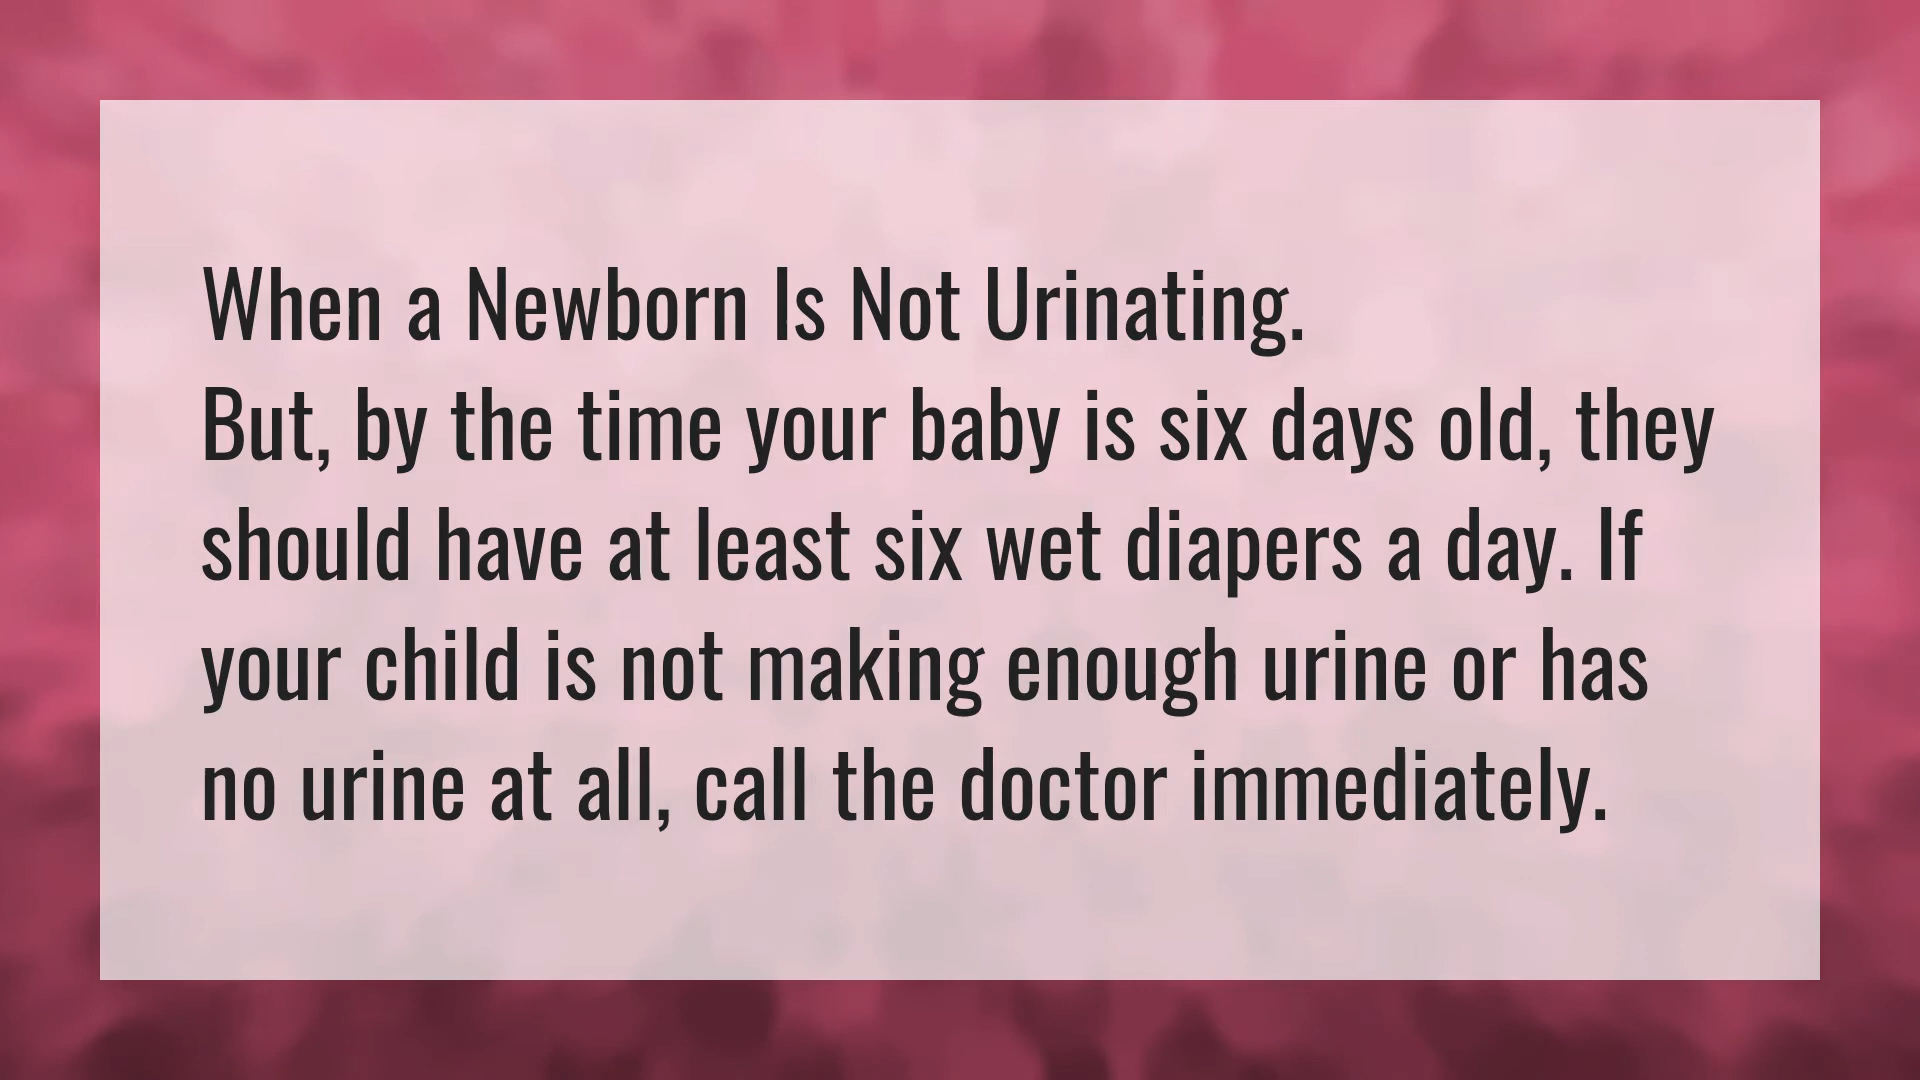 When a Newborn Is Not Urinating.
But, by the time your baby is six days old, they
should have at least six wet diapers a day. If
your child is not making enough urine or has
no urine at all, call the doctor immediately.